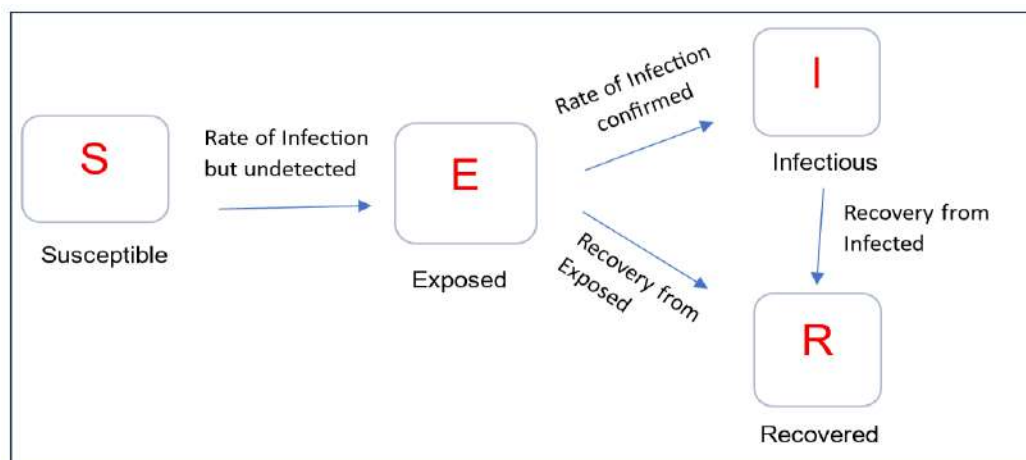 S
Susceptible
Rate of Infection
but undetected
E
Exposed
Rate of Infection
confirmed
I
Infectious
Recovery from
Exposed
Recovery from
Infected
R
Recovered